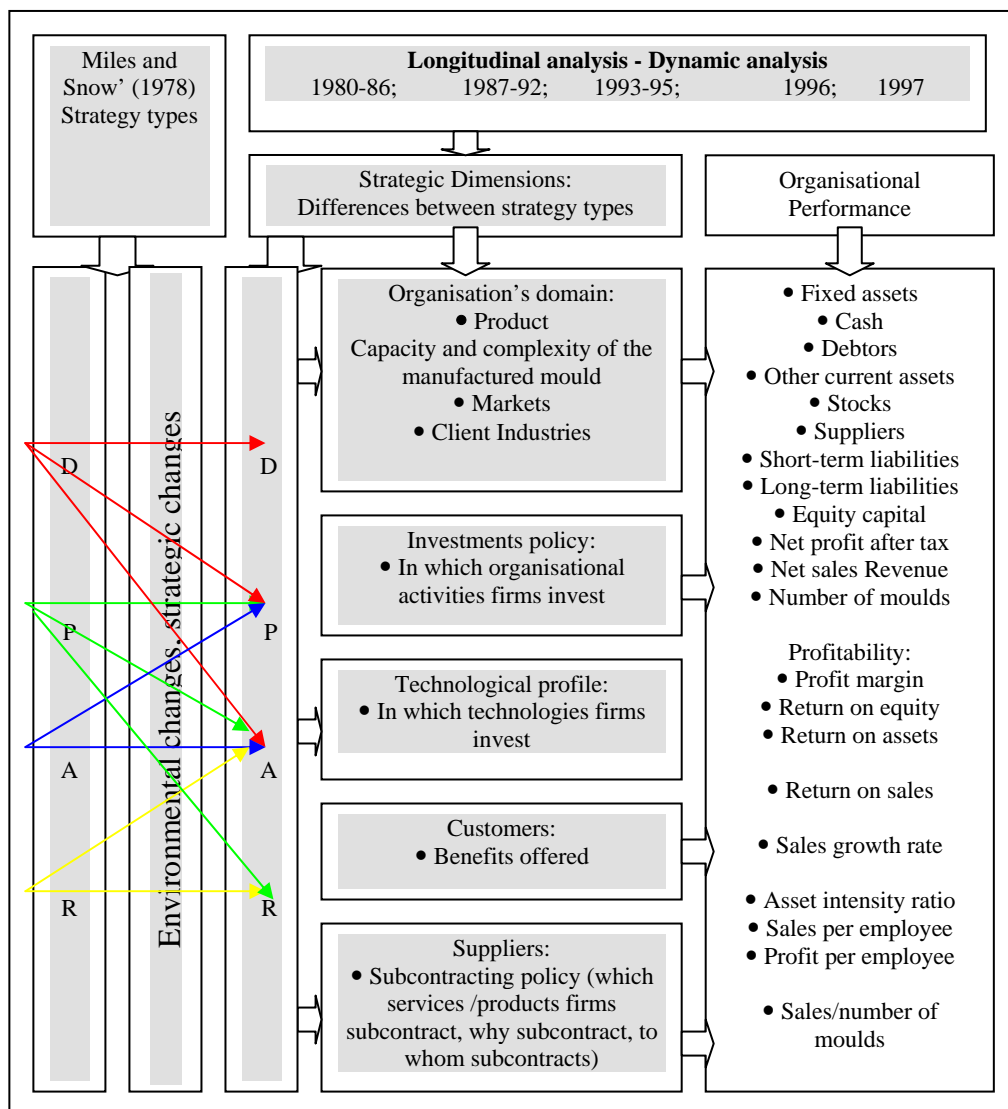 Miles and
Snow’ (1978)
Strategy types
Longitudinal analysis - Dynamic analysis
1980-86; 1987-92; 1993-95; 1996; 1997
Strategic Dimensions:
Differences between strategy types
Organisational
Performance
D
P
A
R
Environmental changes, strategic changes
D
P
A
R
Organisation’s domain:
• Product
Capacity and complexity of the
manufactured mould
• Markets
• Client Industries
Investments policy:
• In which organisational
activities firms invest
Technological profile:
• In which technologies firms
invest
Customers:
• Benefits offered
Suppliers:
• Subcontracting policy (which
services /products firms
subcontract, why subcontract, to
whom subcontracts)
• Fixed assets
• Cash
• Debtors
• Other current assets
• Stocks
• Suppliers
• Short-term liabilities
• Long-term liabilities
• Equity capital
• Net profit after tax
• Net sales Revenue
• Number of moulds
Profitability:
• Profit margin
• Return on equity
• Return on assets
• Return on sales
• Sales growth rate
• Asset intensity ratio
• Sales per employee
• Profit per employee
• Sales/number of
moulds